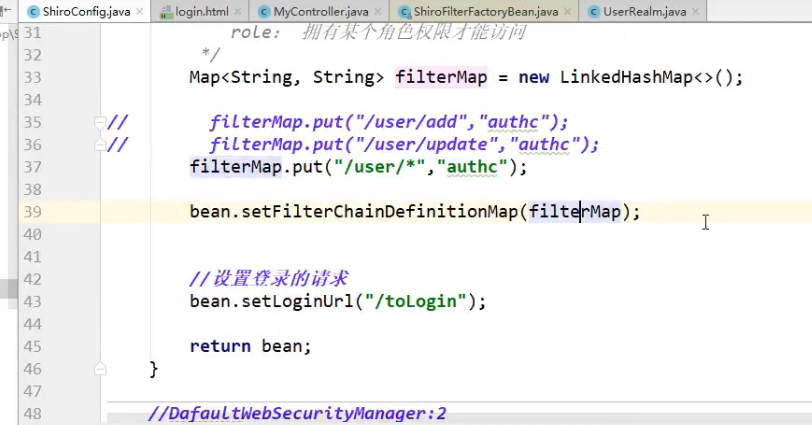 ShiroConfig.java × login.html × MyController.java × ShiroFilterFactoryBean.java × UserRealm.java ×
31 role: 拥有某个角色权限才能访问
32 */
33 Map<String, String> filterMap = new LinkedHashMap<>();
34
35 // filterMap.put("/user/add","authc");
36 // filterMap.put("/user/update","authc");
37 filterMap.put("/user/*","authc");
38
39 bean.setFilterChainDefinitionMap(filterMap);
40
41
42 //设置登录的请求
43 bean.setLoginUrl("/toLogin");
44
45 return bean;
46 }
47
48 //DafaultWebSecurityManager:2